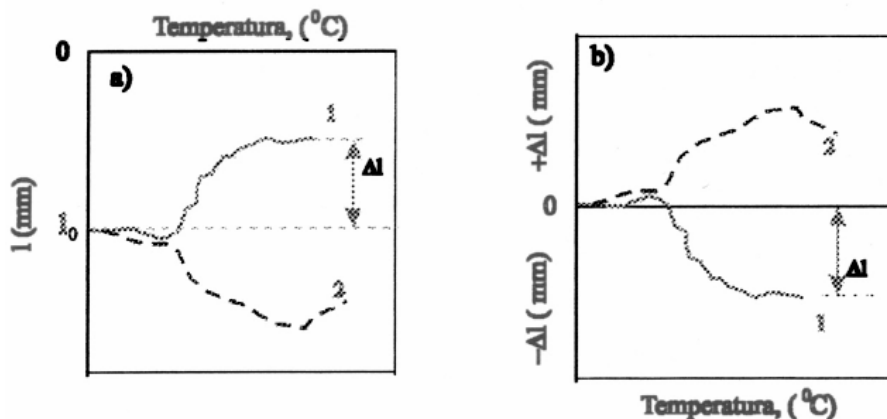 Temperatura, (⁰C)
0
a)
1
Δl
l (mm)
l₀
2
b)
+Δl ( mm)
2
0
Δl
−Δl ( mm)
1
Temperatura, (⁰C)